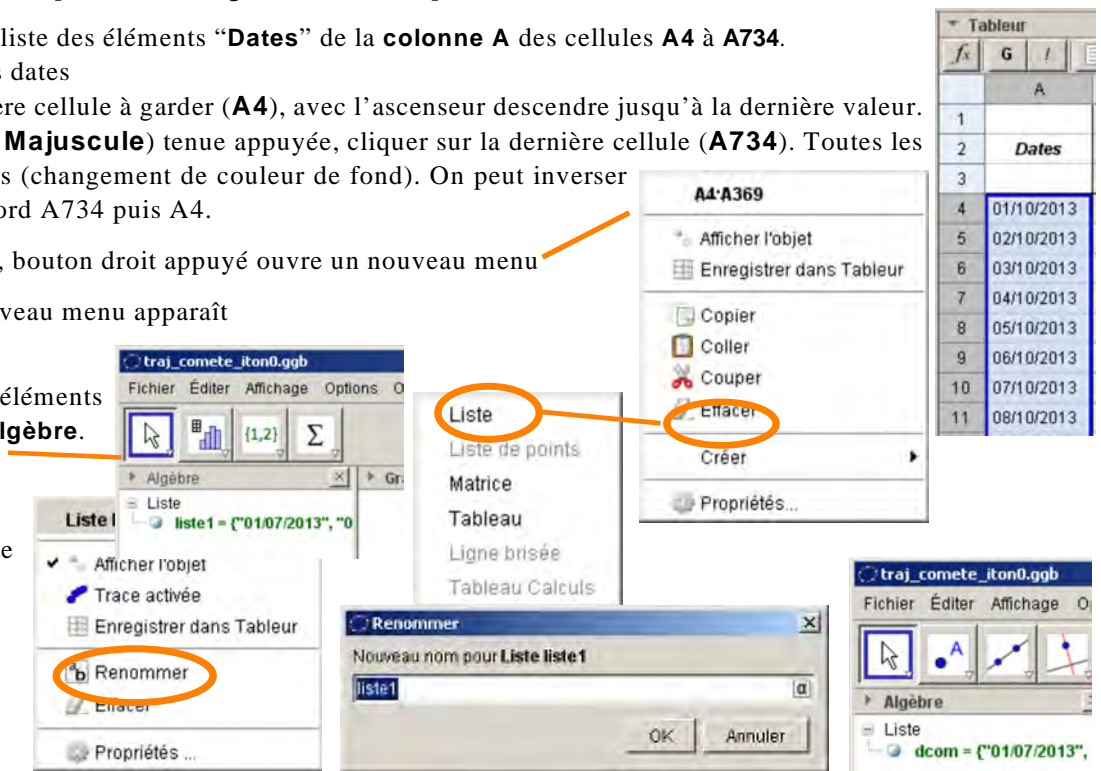 liste des éléments “Dates” de la colonne A des cellules A4 à A734.
s dates
ère cellule à garder (A4), avec l’ascenseur descendre jusqu’à la dernière valeur.
Majuscule) tenue appuyée, cliquer sur la dernière cellule (A734). Toutes les
s (changement de couleur de fond). On peut inverser
ord A734 puis A4.
, bouton droit appuyé ouvre un nouveau menu
veau menu apparaît
éléments
lgèbre.
te
Tableur
fx G I
A
1
2 Dates
3
4 01/10/2013
5 02/10/2013
6 03/10/2013
7 04/10/2013
8 05/10/2013
9 06/10/2013
10 07/10/2013
11 08/10/2013
A4:A369
Afficher l'objet
Enregistrer dans Tableur
Copier
Coller
Couper
Effacer
Créer
Propriétés...
traj_comete_iton0.ggb
Fichier Éditer Affichage Options O
{1,2} Σ
Algèbre Gr
Liste
liste1 = {"01/07/2013", "0
Liste
Liste de points
Matrice
Tableau
Ligne brisée
Tableau Calculs
Liste l
Afficher l'objet
Trace activée
Enregistrer dans Tableur
Renommer
Effacer
Propriétés ...
Renommer
Nouveau nom pour Liste liste1
liste1 α
OK Annuler
traj_comete_iton0.ggb
Fichier Éditer Affichage O
A
Algèbre
Liste
dcom = {"01/07/2013",